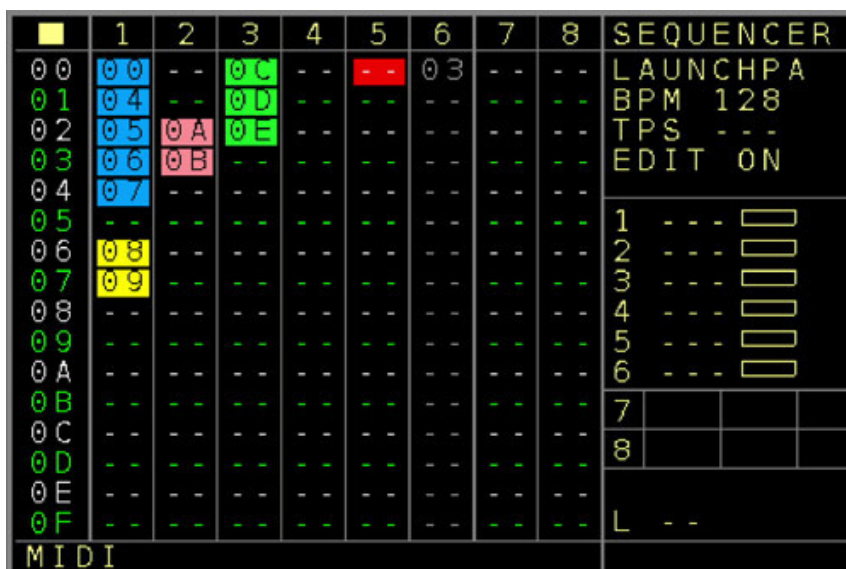 1 2 3 4 5 6 7 8 SEQUENCER
00 00 -- 0C -- -- 03 -- -- LAUNCHPA
01 04 -- 0D -- -- -- -- -- BPM 128
02 05 0A 0E -- -- -- -- -- TPS ---
03 06 0B -- -- -- -- -- -- EDIT ON
04 07 -- -- -- -- -- -- --
05 -- -- -- -- -- -- -- -- 1 ---
06 08 -- -- -- -- -- -- -- 2 ---
07 09 -- -- -- -- -- -- -- 3 ---
08 -- -- -- -- -- -- -- -- 4 ---
09 -- -- -- -- -- -- -- -- 5 ---
0A -- -- -- -- -- -- -- -- 6 ---
0B -- -- -- -- -- -- -- -- 7
0C -- -- -- -- -- -- -- --
0D -- -- -- -- -- -- -- -- 8
0E -- -- -- -- -- -- -- --
0F -- -- -- -- -- -- -- -- L --
MIDI